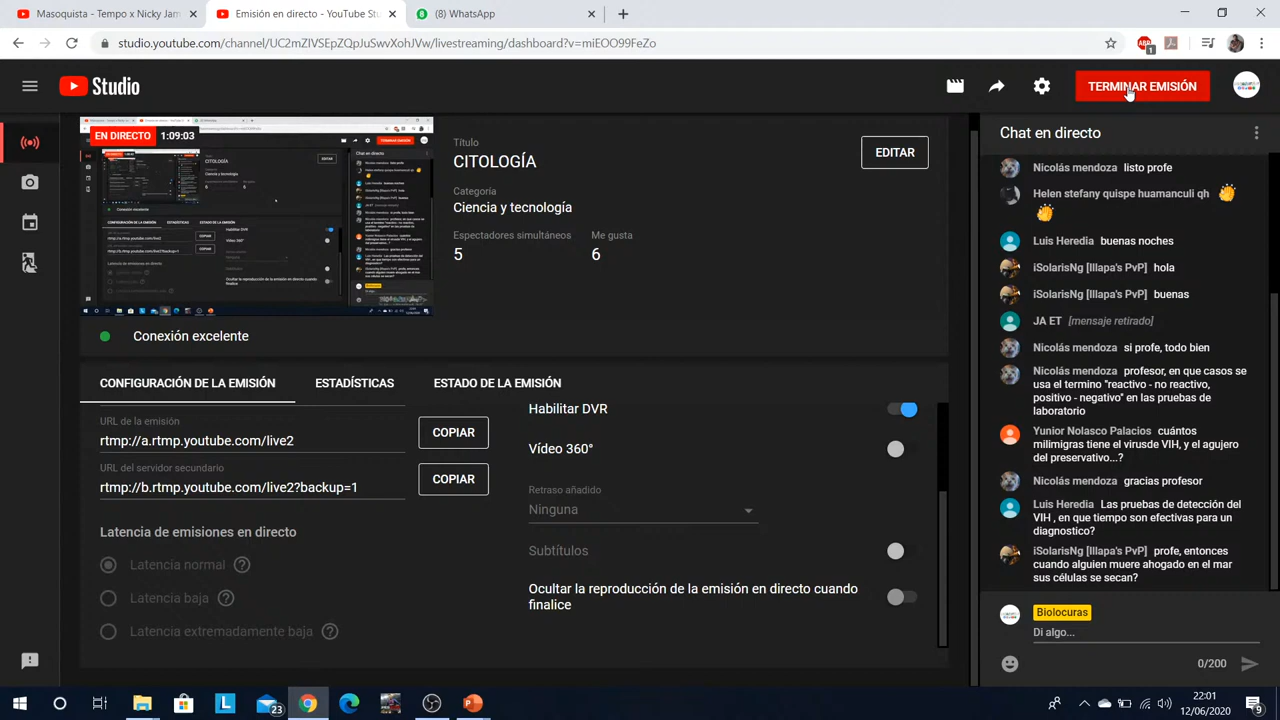 Masoquista - Tempo x Nicky Jam
Emisión en directo - YouTube Stu
(8) WhatsApp
studio.youtube.com/channel/UC2mZIVSEpZQpJuSwvXohJVw/livestreaming/dashboard?v=miEOO99FeZo
Studio
TERMINAR EMISIÓN
EN DIRECTO 1:09:03
Título
CITOLOGÍA
EDITAR
Categoría
Ciencia y tecnología
Espectadores simultáneos
Me gusta
5
6
Conexión excelente
CONFIGURACIÓN DE LA EMISIÓN
ESTADÍSTICAS
ESTADO DE LA EMISIÓN
URL de la emisión
rtmp://a.rtmp.youtube.com/live2
COPIAR
URL del servidor secundario
rtmp://b.rtmp.youtube.com/live2?backup=1
COPIAR
Latencia de emisiones en directo
Latencia normal
Latencia baja
Latencia extremadamente baja
Habilitar DVR
Vídeo 360°
Retraso añadido
Ninguna
Subtítulos
Ocultar la reproducción de la emisión en directo cuando
finalice
Chat en directo
Nicolás mendoza listo profe
Helen stefany quispe huamanculi qh
Luis Heredia buenas noches
iSolarisNg [Illapa's PvP] hola
iSolarisNg [Illapa's PvP] buenas
JA ET [mensaje retirado]
Nicolás mendoza si profe, todo bien
Nicolás mendoza profesor, en que casos se
usa el termino "reactivo - no reactivo,
positivo - negativo" en las pruebas de
laboratorio
Yunior Nolasco Palacios cuántos
milimigras tiene el virusde VIH, y el agujero
del preservativo...?
Nicolás mendoza gracias profesor
Luis Heredia Las pruebas de detección del
VIH , en que tiempo son efectivas para un
diagnostico?
iSolarisNg [Illapa's PvP] profe, entonces
cuando alguien muere ahogado en el mar
sus células se secan?
Biolocuras
Di algo...
0/200
23
22:01
12/06/2020
9